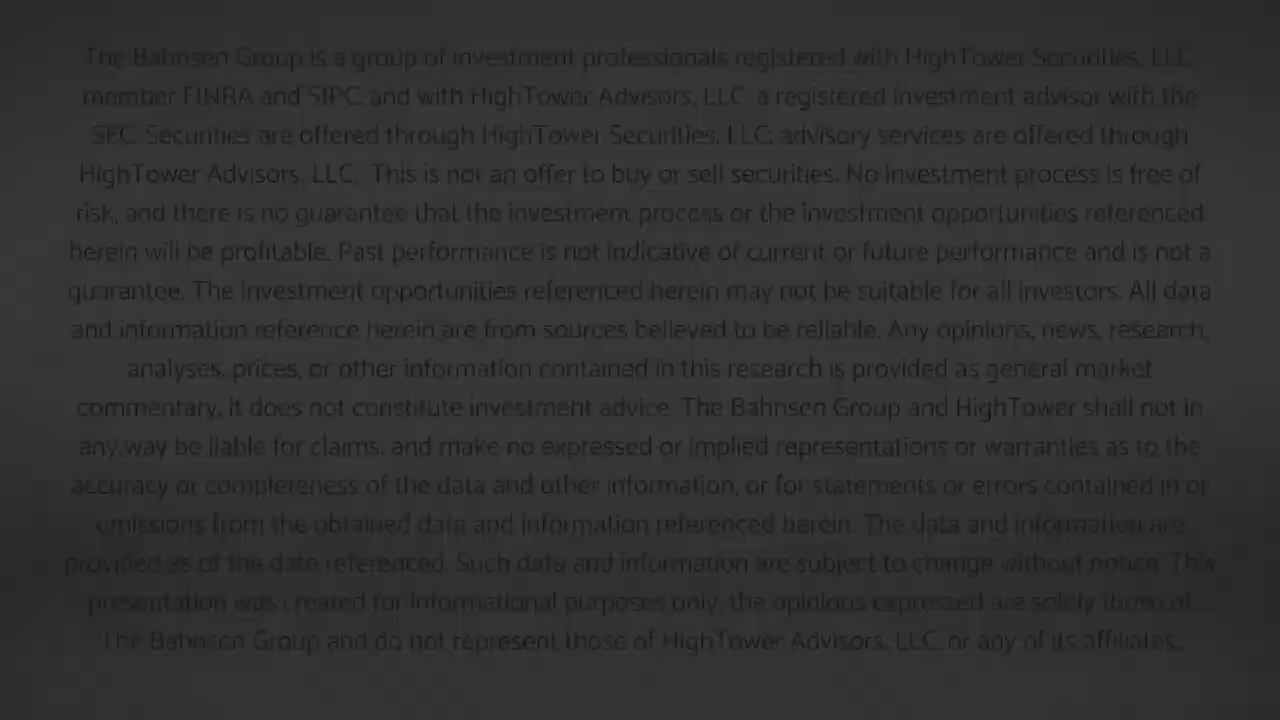 The Bahnsen Group is a group of investment professionals registered with HighTower Securities, LLC,
member FINRA and SIPC, and with HighTower Advisors, LLC, a registered investment advisor with the
SEC. Securities are offered through HighTower Securities, LLC; advisory services are offered through
HighTower Advisors, LLC. This is not an offer to buy or sell securities. No investment process is free of
risk, and there is no guarantee that the investment process or the investment opportunities referenced
herein will be profitable. Past performance is not indicative of current or future performance and is not a
guarantee. The investment opportunities referenced herein may not be suitable for all investors. All data
and information reference herein are from sources believed to be reliable. Any opinions, news, research,
analyses, prices, or other information contained in this research is provided as general market
commentary, it does not constitute investment advice. The Bahnsen Group and HighTower shall not in
any way be liable for claims, and make no expressed or implied representations or warranties as to the
accuracy or completeness of the data and other information, or for statements or errors contained in or
omissions from the obtained data and information referenced herein. The data and information are
provided as of the date referenced. Such data and information are subject to change without notice. This
presentation was created for informational purposes only; the opinions expressed are solely those of
The Bahnsen Group and do not represent those of HighTower Advisors, LLC, or any of its affiliates.